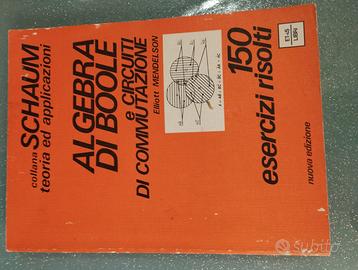 collana
SCHAUM
teoria ed applicazioni
ALGEBRA
DI BOOLE
e CIRCUITI
DI COMMUTAZIONE
Elliott MENDELSON
150
esercizi risolti
nuova edizione
LIBRI
subito